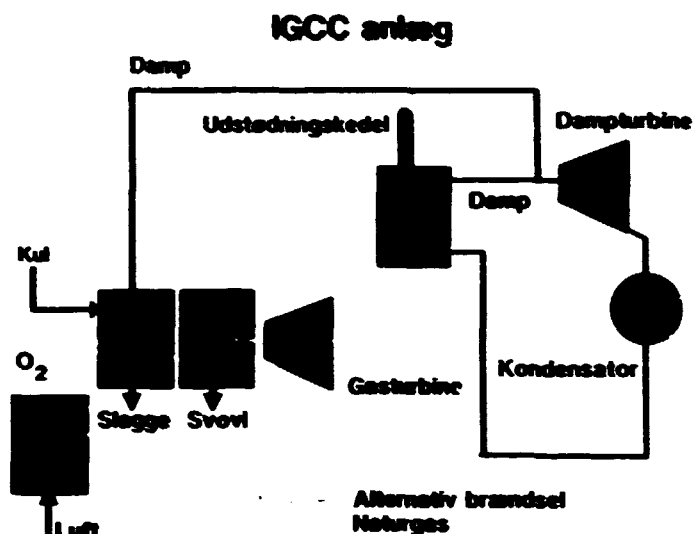 IGCC anlæg
Damp
Udstødningskedel
Dampturbine
Damp
Kul
O2
Kondensator
Gasturbine
Slagge
Svovl
Alternativ brændsel
Naturgas
Luft